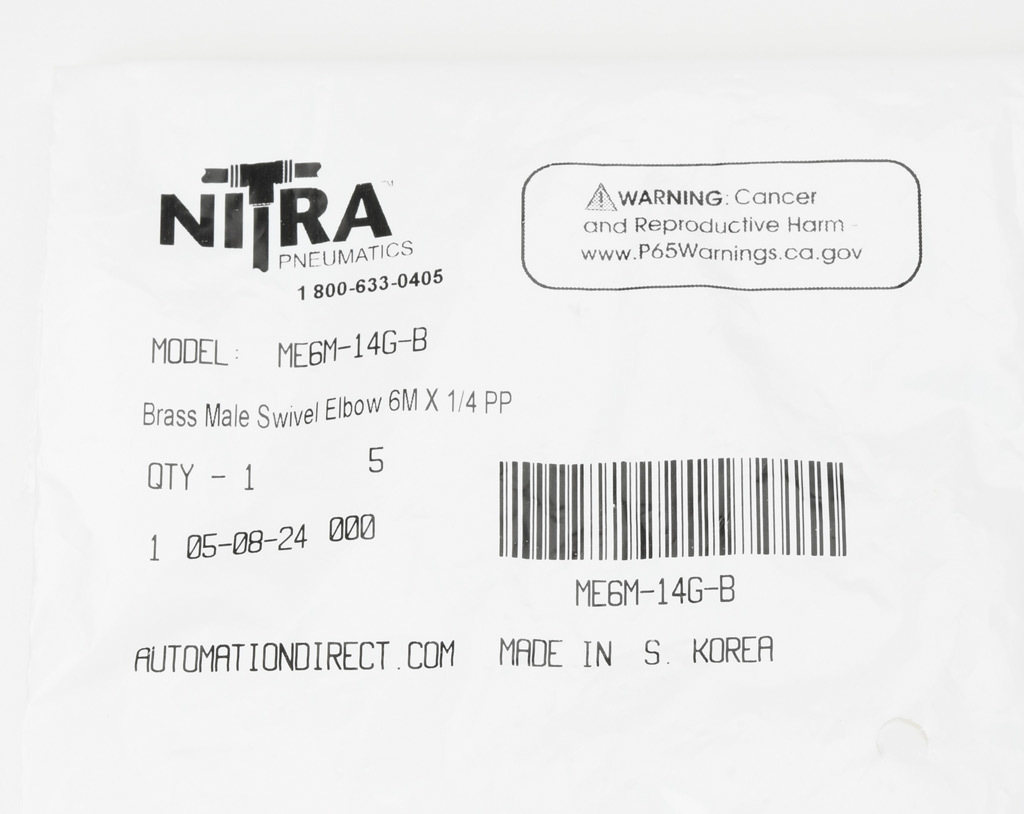 NITRA™
PNEUMATICS
1 800-633-0405
⚠WARNING: Cancer
and Reproductive Harm -
www.P65Warnings.ca.gov
MODEL: ME6M-14G-B
Brass Male Swivel Elbow 6M X 1/4 PP
QTY - 1 5
1 05-08-24 000
ME6M-14G-B
AUTOMATIONDIRECT.COM MADE IN S. KOREA